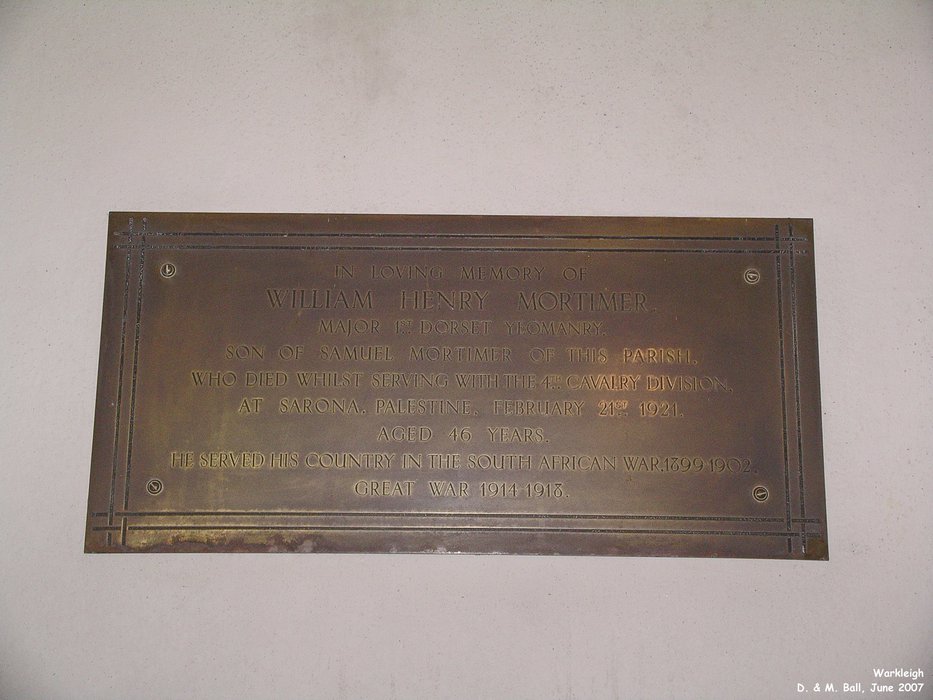 IN LOVING MEMORY OF
WILLIAM HENRY MORTIMER.
MAJOR 1ST DORSET YEOMANRY.
SON OF SAMUEL MORTIMER OF THIS PARISH,
WHO DIED WHILST SERVING WITH THE 4TH CAVALRY DIVISION,
AT SARONA, PALESTINE, FEBRUARY 21ST 1921.
AGED 46 YEARS.
HE SERVED HIS COUNTRY IN THE SOUTH AFRICAN WAR, 1899-1902.
GREAT WAR 1914-1918.
Warkleigh
D. & M. Ball, June 2007